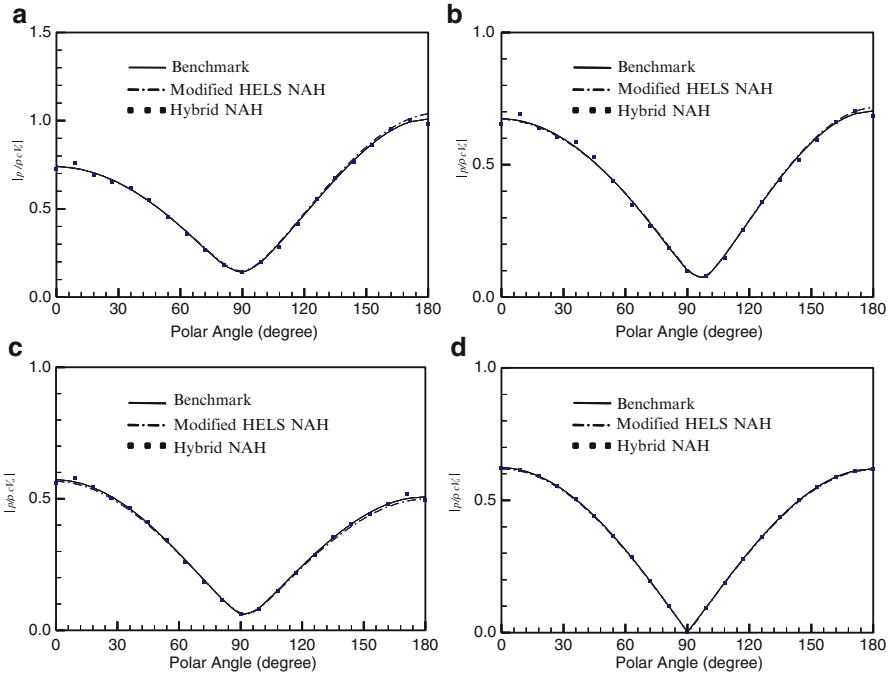 a
1.5
1.0
0.5
0.0
|p/ρcV₀|
Benchmark
Modified HELS NAH
Hybrid NAH
0 30 60 90 120 150 180
Polar Angle (degree)
b
1.0
0.5
0.0
|p/ρcV₀|
Benchmark
Modified HELS NAH
Hybrid NAH
0 30 60 90 120 150 180
Polar Angle (degree)
c
1.0
0.5
0.0
|p/ρcV₀|
Benchmark
Modified HELS NAH
Hybrid NAH
0 30 60 90 120 150 180
Polar Angle (degree)
d
1.0
0.5
0.0
|p/ρcV₀|
Benchmark
Modified HELS NAH
Hybrid NAH
0 30 60 90 120 150 180
Polar Angle (degree)